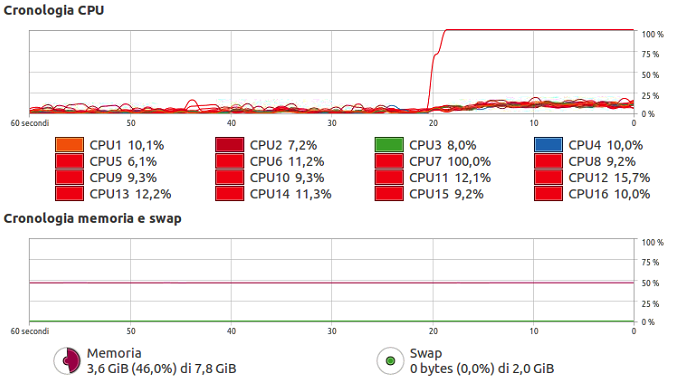 Cronologia CPU
100 %
75 %
50 %
25 %
0 %
60 secondi 50 40 30 20 10 0
CPU1 10,1% CPU2 7,2% CPU3 8,0% CPU4 10,0%
CPU5 6,1% CPU6 11,2% CPU7 100,0% CPU8 9,2%
CPU9 9,3% CPU10 9,3% CPU11 12,1% CPU12 15,7%
CPU13 12,2% CPU14 11,3% CPU15 9,2% CPU16 10,0%
Cronologia memoria e swap
100 %
75 %
50 %
25 %
0 %
60 secondi 50 40 30 20 10 0
Memoria Swap
3,6 GiB (46,0%) di 7,8 GiB 0 bytes (0,0%) di 2,0 GiB